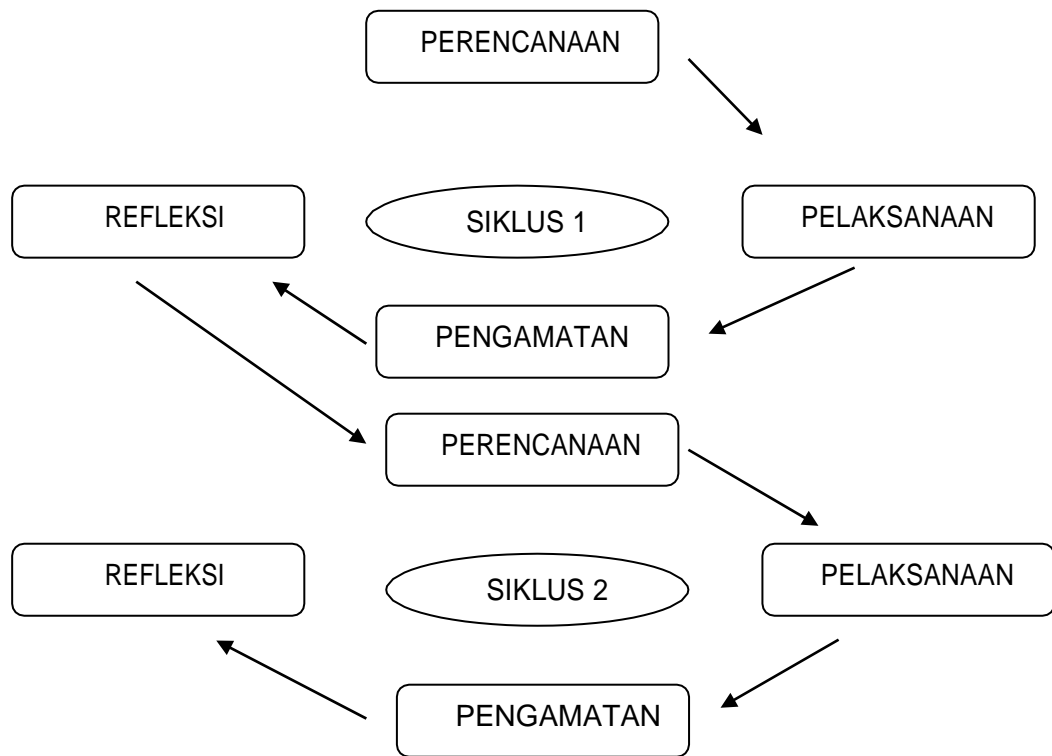 PERENCANAAN
REFLEKSI
SIKLUS 1
PELAKSANAAN
PENGAMATAN
PERENCANAAN
REFLEKSI
SIKLUS 2
PELAKSANAAN
PENGAMATAN